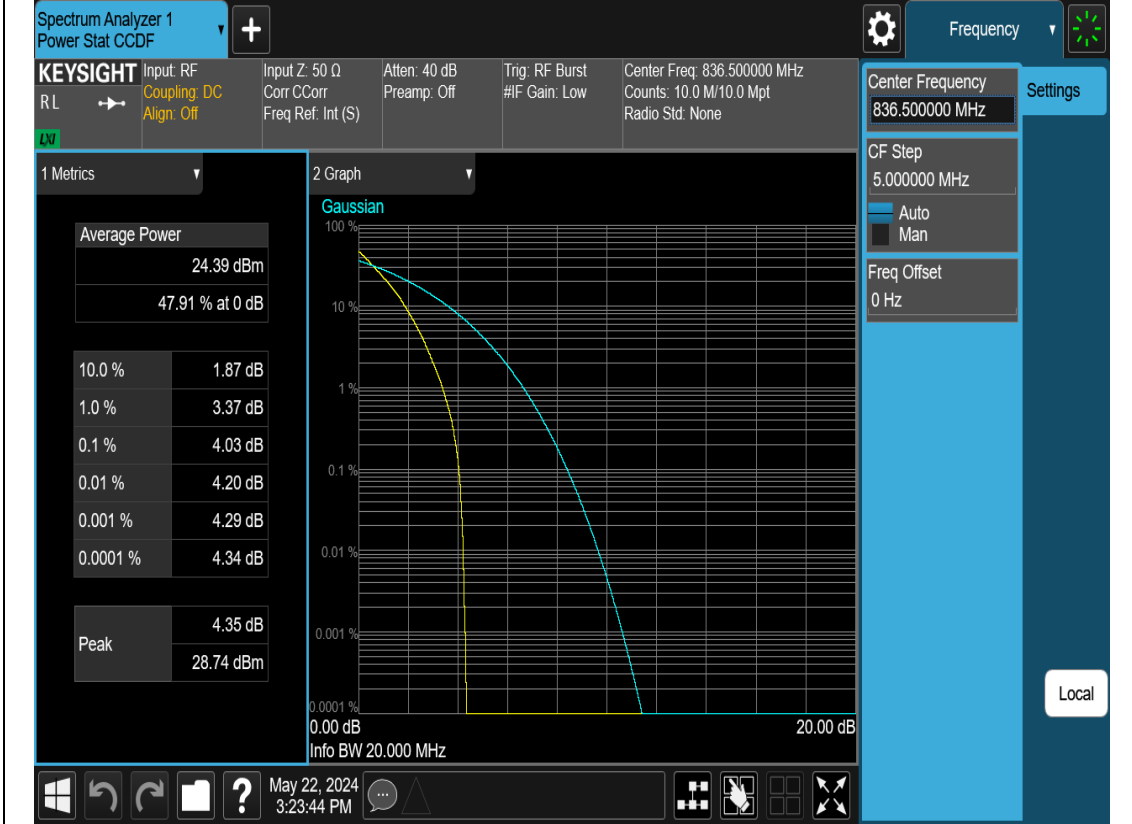 Spectrum Analyzer 1
Power Stat CCDF
Frequency
KEYSIGHT
RL
LXI
Input: RF
Coupling: DC
Align: Off
Input Z: 50 Ω
Corr CCorr
Freq Ref: Int (S)
Atten: 40 dB
Preamp: Off
Trig: RF Burst
#IF Gain: Low
Center Freq: 836.500000 MHz
Counts: 10.0 M/10.0 Mpt
Radio Std: None
Center Frequency
836.500000 MHz
Settings
CF Step
5.000000 MHz
Auto
Man
Freq Offset
0 Hz
Local
1 Metrics
Average Power
24.39 dBm
47.91 % at 0 dB
10.0 % 1.87 dB
1.0 % 3.37 dB
0.1 % 4.03 dB
0.01 % 4.20 dB
0.001 % 4.29 dB
0.0001 % 4.34 dB
Peak
4.35 dB
28.74 dBm
2 Graph
Gaussian
100 %
10 %
1 %
0.1 %
0.01 %
0.001 %
0.0001 %
0.00 dB 20.00 dB
Info BW 20.000 MHz
?
May 22, 2024
3:23:44 PM